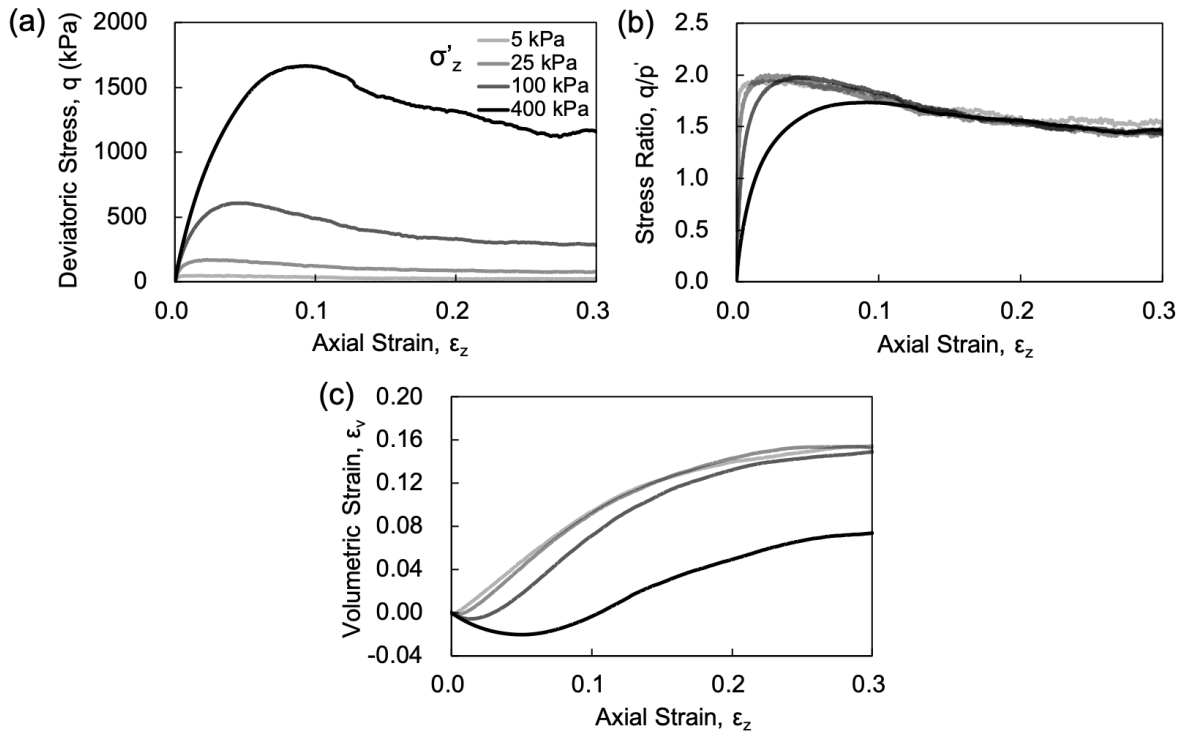 (a)
2000
1500
1000
500
0
Deviatoric Stress, q (kPa)
σ'z
5 kPa
25 kPa
100 kPa
400 kPa
0.0 0.1 0.2 0.3
Axial Strain, εz
(b)
2.5
2.0
1.5
1.0
0.5
0.0
Stress Ratio, q/p'
0.0 0.1 0.2 0.3
Axial Strain, εz
(c)
0.20
0.16
0.12
0.08
0.04
0.00
-0.04
Volumetric Strain, εv
0.0 0.1 0.2 0.3
Axial Strain, εz